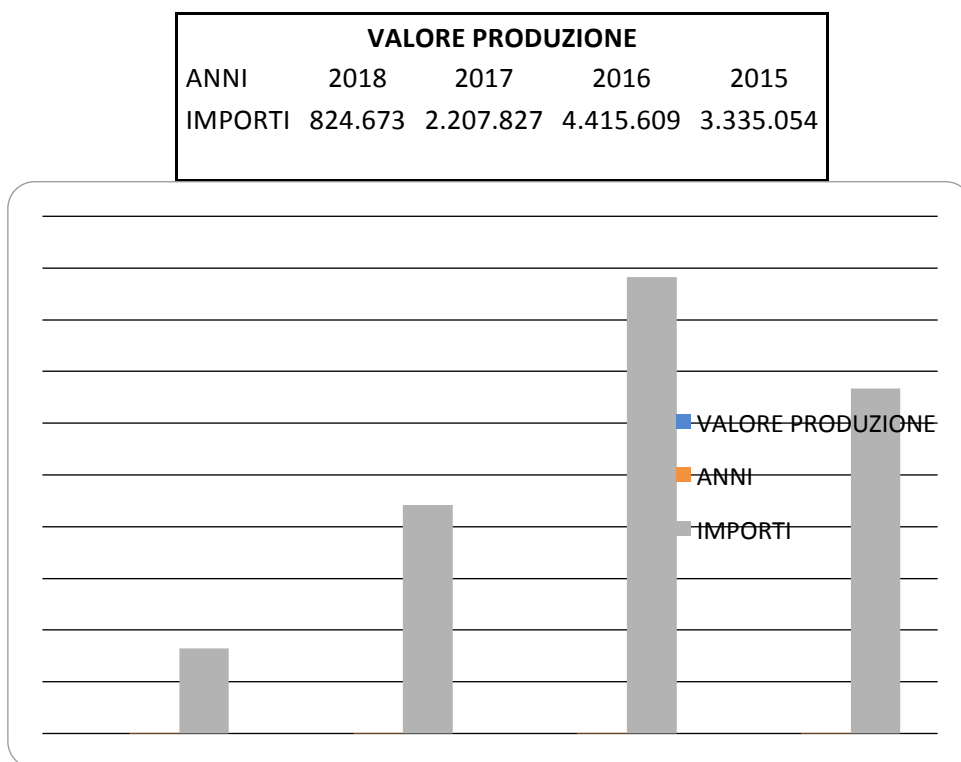 VALORE PRODUZIONE
ANNI 2018 2017 2016 2015
IMPORTI 824.673 2.207.827 4.415.609 3.335.054
VALORE PRODUZIONE
ANNI
IMPORTI